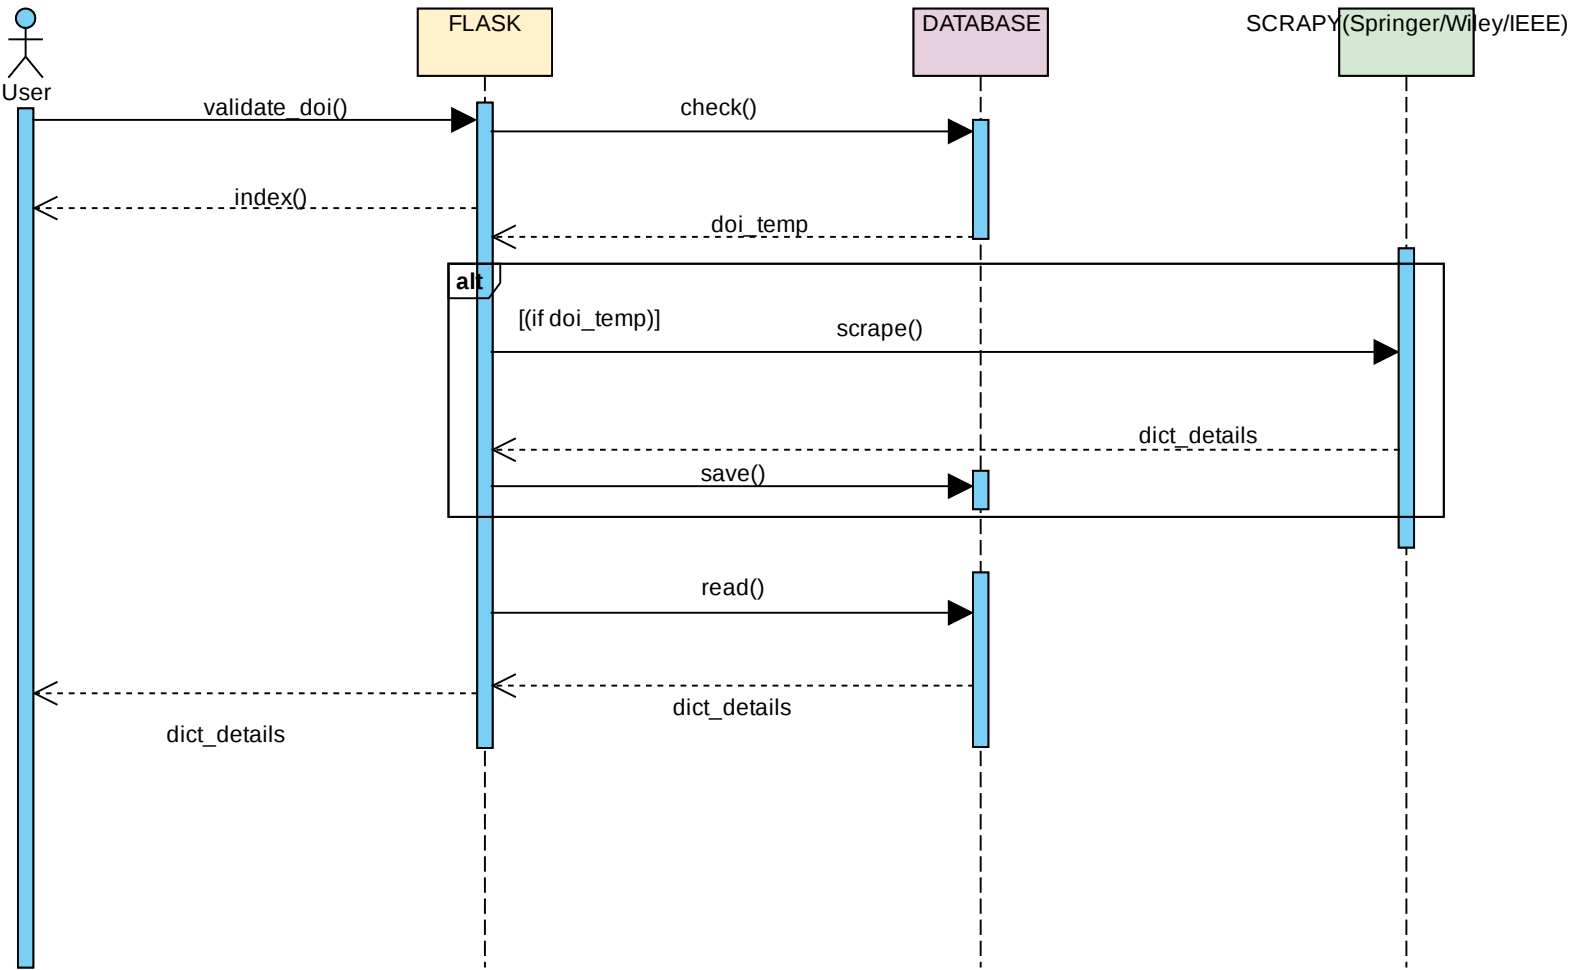 FLASK
DATABASE
SCRAPY(Springer/Wiley/IEEE)
User
validate_doi()
check()
index()
doi_temp
alt
[(if doi_temp)]
scrape()
dict_details
save()
read()
dict_details
dict_details